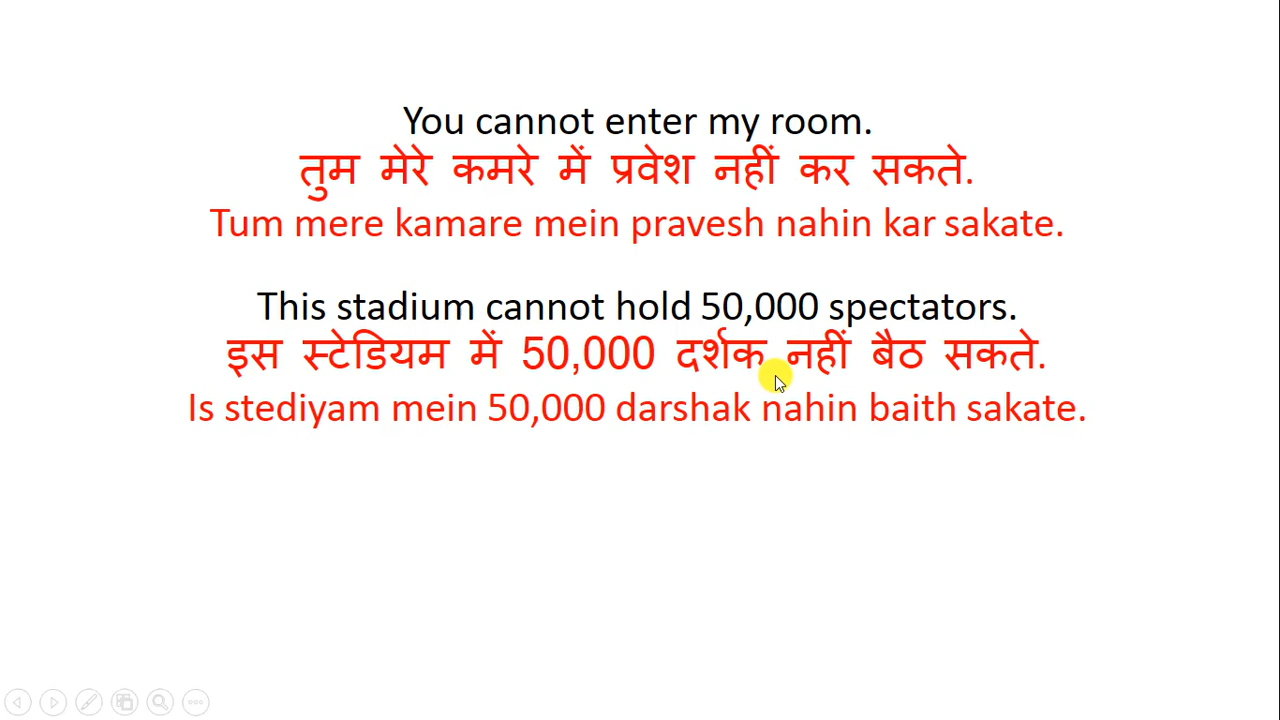 You cannot enter my room.
तुम मेरे कमरे में प्रवेश नहीं कर सकते.
Tum mere kamare mein pravesh nahin kar sakate.
This stadium cannot hold 50,000 spectators.
इस स्टेडियम में 50,000 दर्शक नहीं बैठ सकते.
Is stediyam mein 50,000 darshak nahin baith sakate.